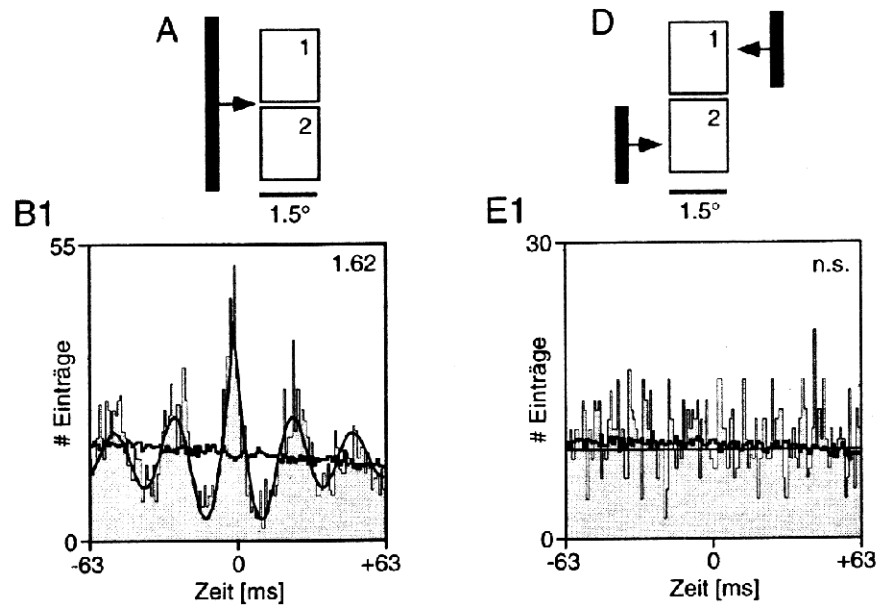 A
1
2
1.5°
D
1
2
1.5°
B1
55
1.62
# Einträge
0
-63
0
+63
Zeit [ms]
E1
30
n.s.
# Einträge
0
-63
0
+63
Zeit [ms]